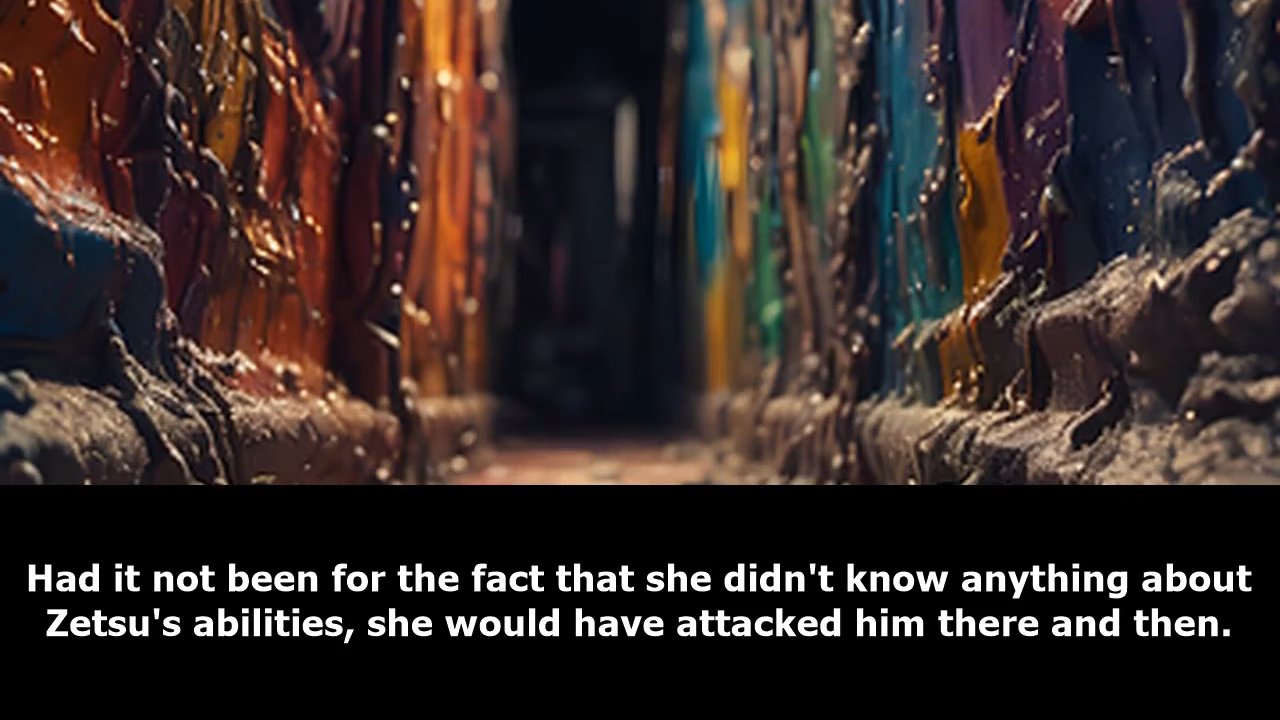 Had it not been for the fact that she didn't know anything about
Zetsu's abilities, she would have attacked him there and then.